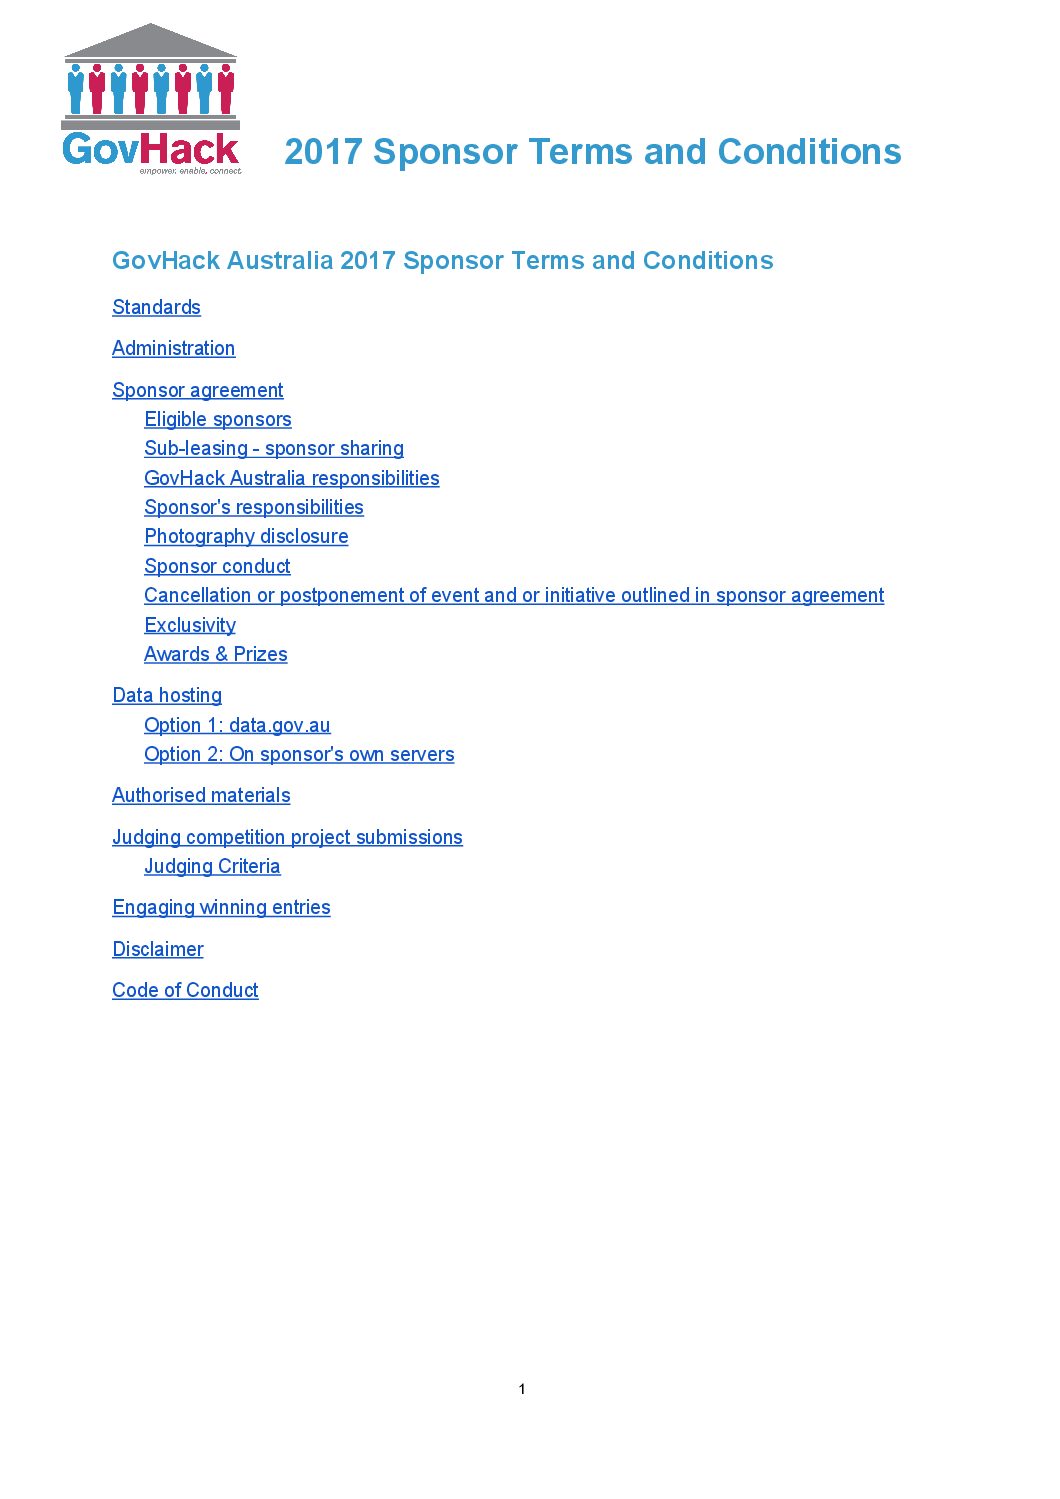 GovHack
empower. enable. connect.
2017 Sponsor Terms and Conditions
GovHack Australia 2017 Sponsor Terms and Conditions
Standards
Administration
Sponsor agreement
Eligible sponsors
Sub-leasing - sponsor sharing
GovHack Australia responsibilities
Sponsor's responsibilities
Photography disclosure
Sponsor conduct
Cancellation or postponement of event and or initiative outlined in sponsor agreement
Exclusivity
Awards & Prizes
Data hosting
Option 1: data.gov.au
Option 2: On sponsor's own servers
Authorised materials
Judging competition project submissions
Judging Criteria
Engaging winning entries
Disclaimer
Code of Conduct
1